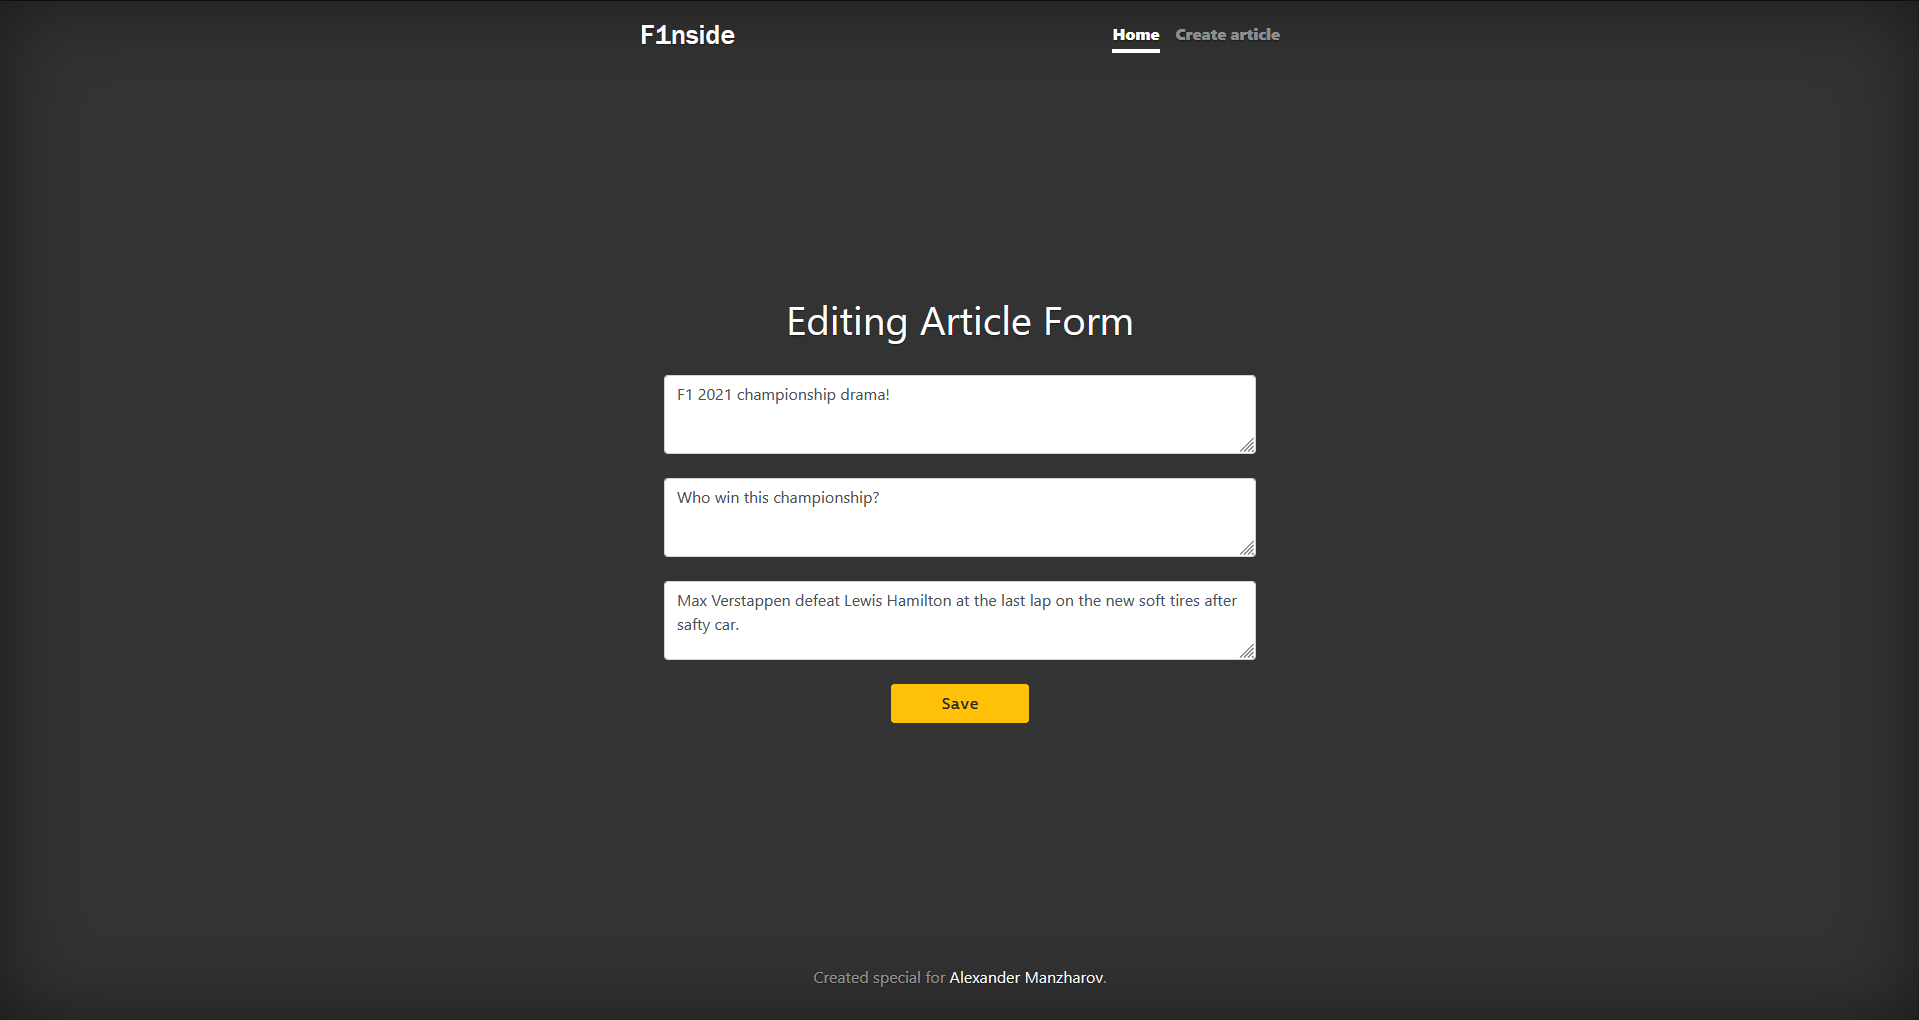 F1nside
Home Create article
Editing Article Form
F1 2021 championship drama!
Who win this championship?
Max Verstappen defeat Lewis Hamilton at the last lap on the new soft tires after
safty car.
Save
Created special for Alexander Manzharov.